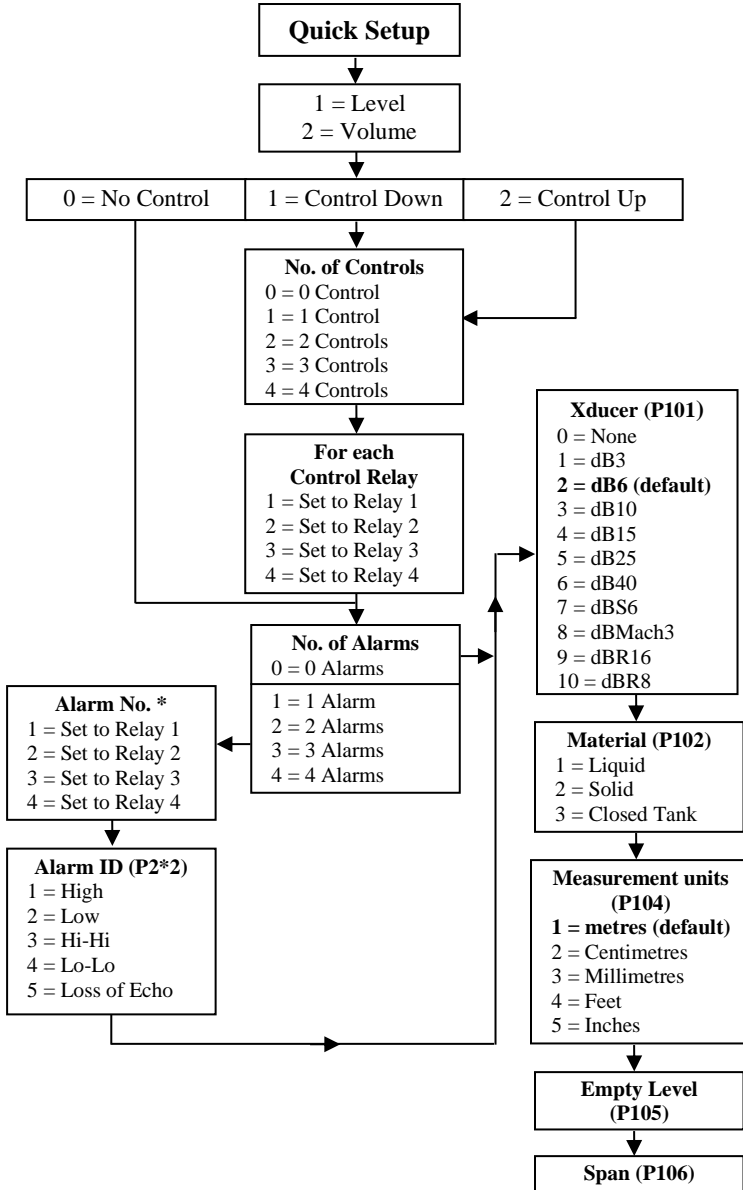 Quick Setup
1 = Level
2 = Volume
0 = No Control
1 = Control Down
2 = Control Up
No. of Controls
0 = 0 Control
1 = 1 Control
2 = 2 Controls
3 = 3 Controls
4 = 4 Controls
For each
Control Relay
1 = Set to Relay 1
2 = Set to Relay 2
3 = Set to Relay 3
4 = Set to Relay 4
No. of Alarms
0 = 0 Alarms
1 = 1 Alarm
2 = 2 Alarms
3 = 3 Alarms
4 = 4 Alarms
Alarm No. *
1 = Set to Relay 1
2 = Set to Relay 2
3 = Set to Relay 3
4 = Set to Relay 4
Alarm ID (P2*2)
1 = High
2 = Low
3 = Hi-Hi
4 = Lo-Lo
5 = Loss of Echo
Xducer (P101)
0 = None
1 = dB3
2 = dB6 (default)
3 = dB10
4 = dB15
5 = dB25
6 = dB40
7 = dBS6
8 = dBMach3
9 = dBR16
10 = dBR8
Material (P102)
1 = Liquid
2 = Solid
3 = Closed Tank
Measurement units
(P104)
1 = metres (default)
2 = Centimetres
3 = Millimetres
4 = Feet
5 = Inches
Empty Level
(P105)
Span (P106)